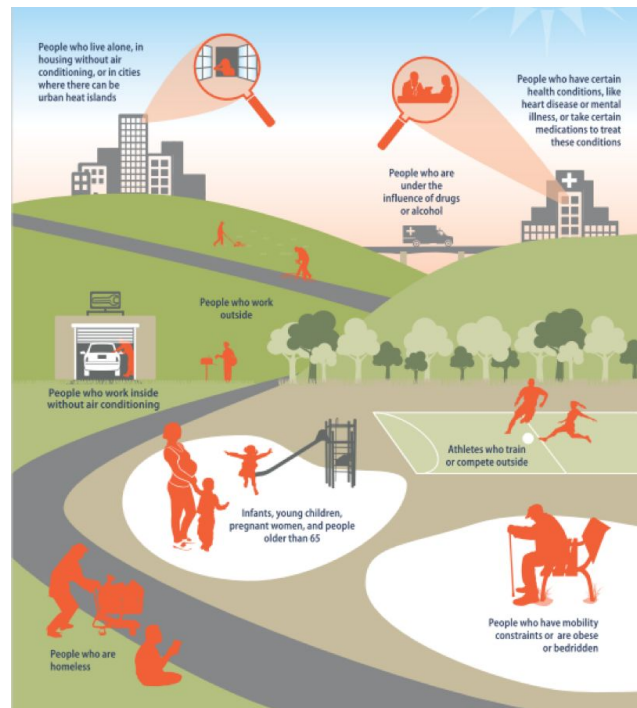 People who live alone, in
housing without air
conditioning, or in cities
where there can be
urban heat islands
People who have certain
health conditions, like
heart disease or mental
illness, or take certain
medications to treat
these conditions
People who are
under the
influence of drugs
or alcohol
People who work
outside
People who work inside
without air conditioning
Athletes who train
or compete outside
Infants, young children,
pregnant women, and people
older than 65
People who have mobility
constraints or are obese
or bedridden
People who are
homeless